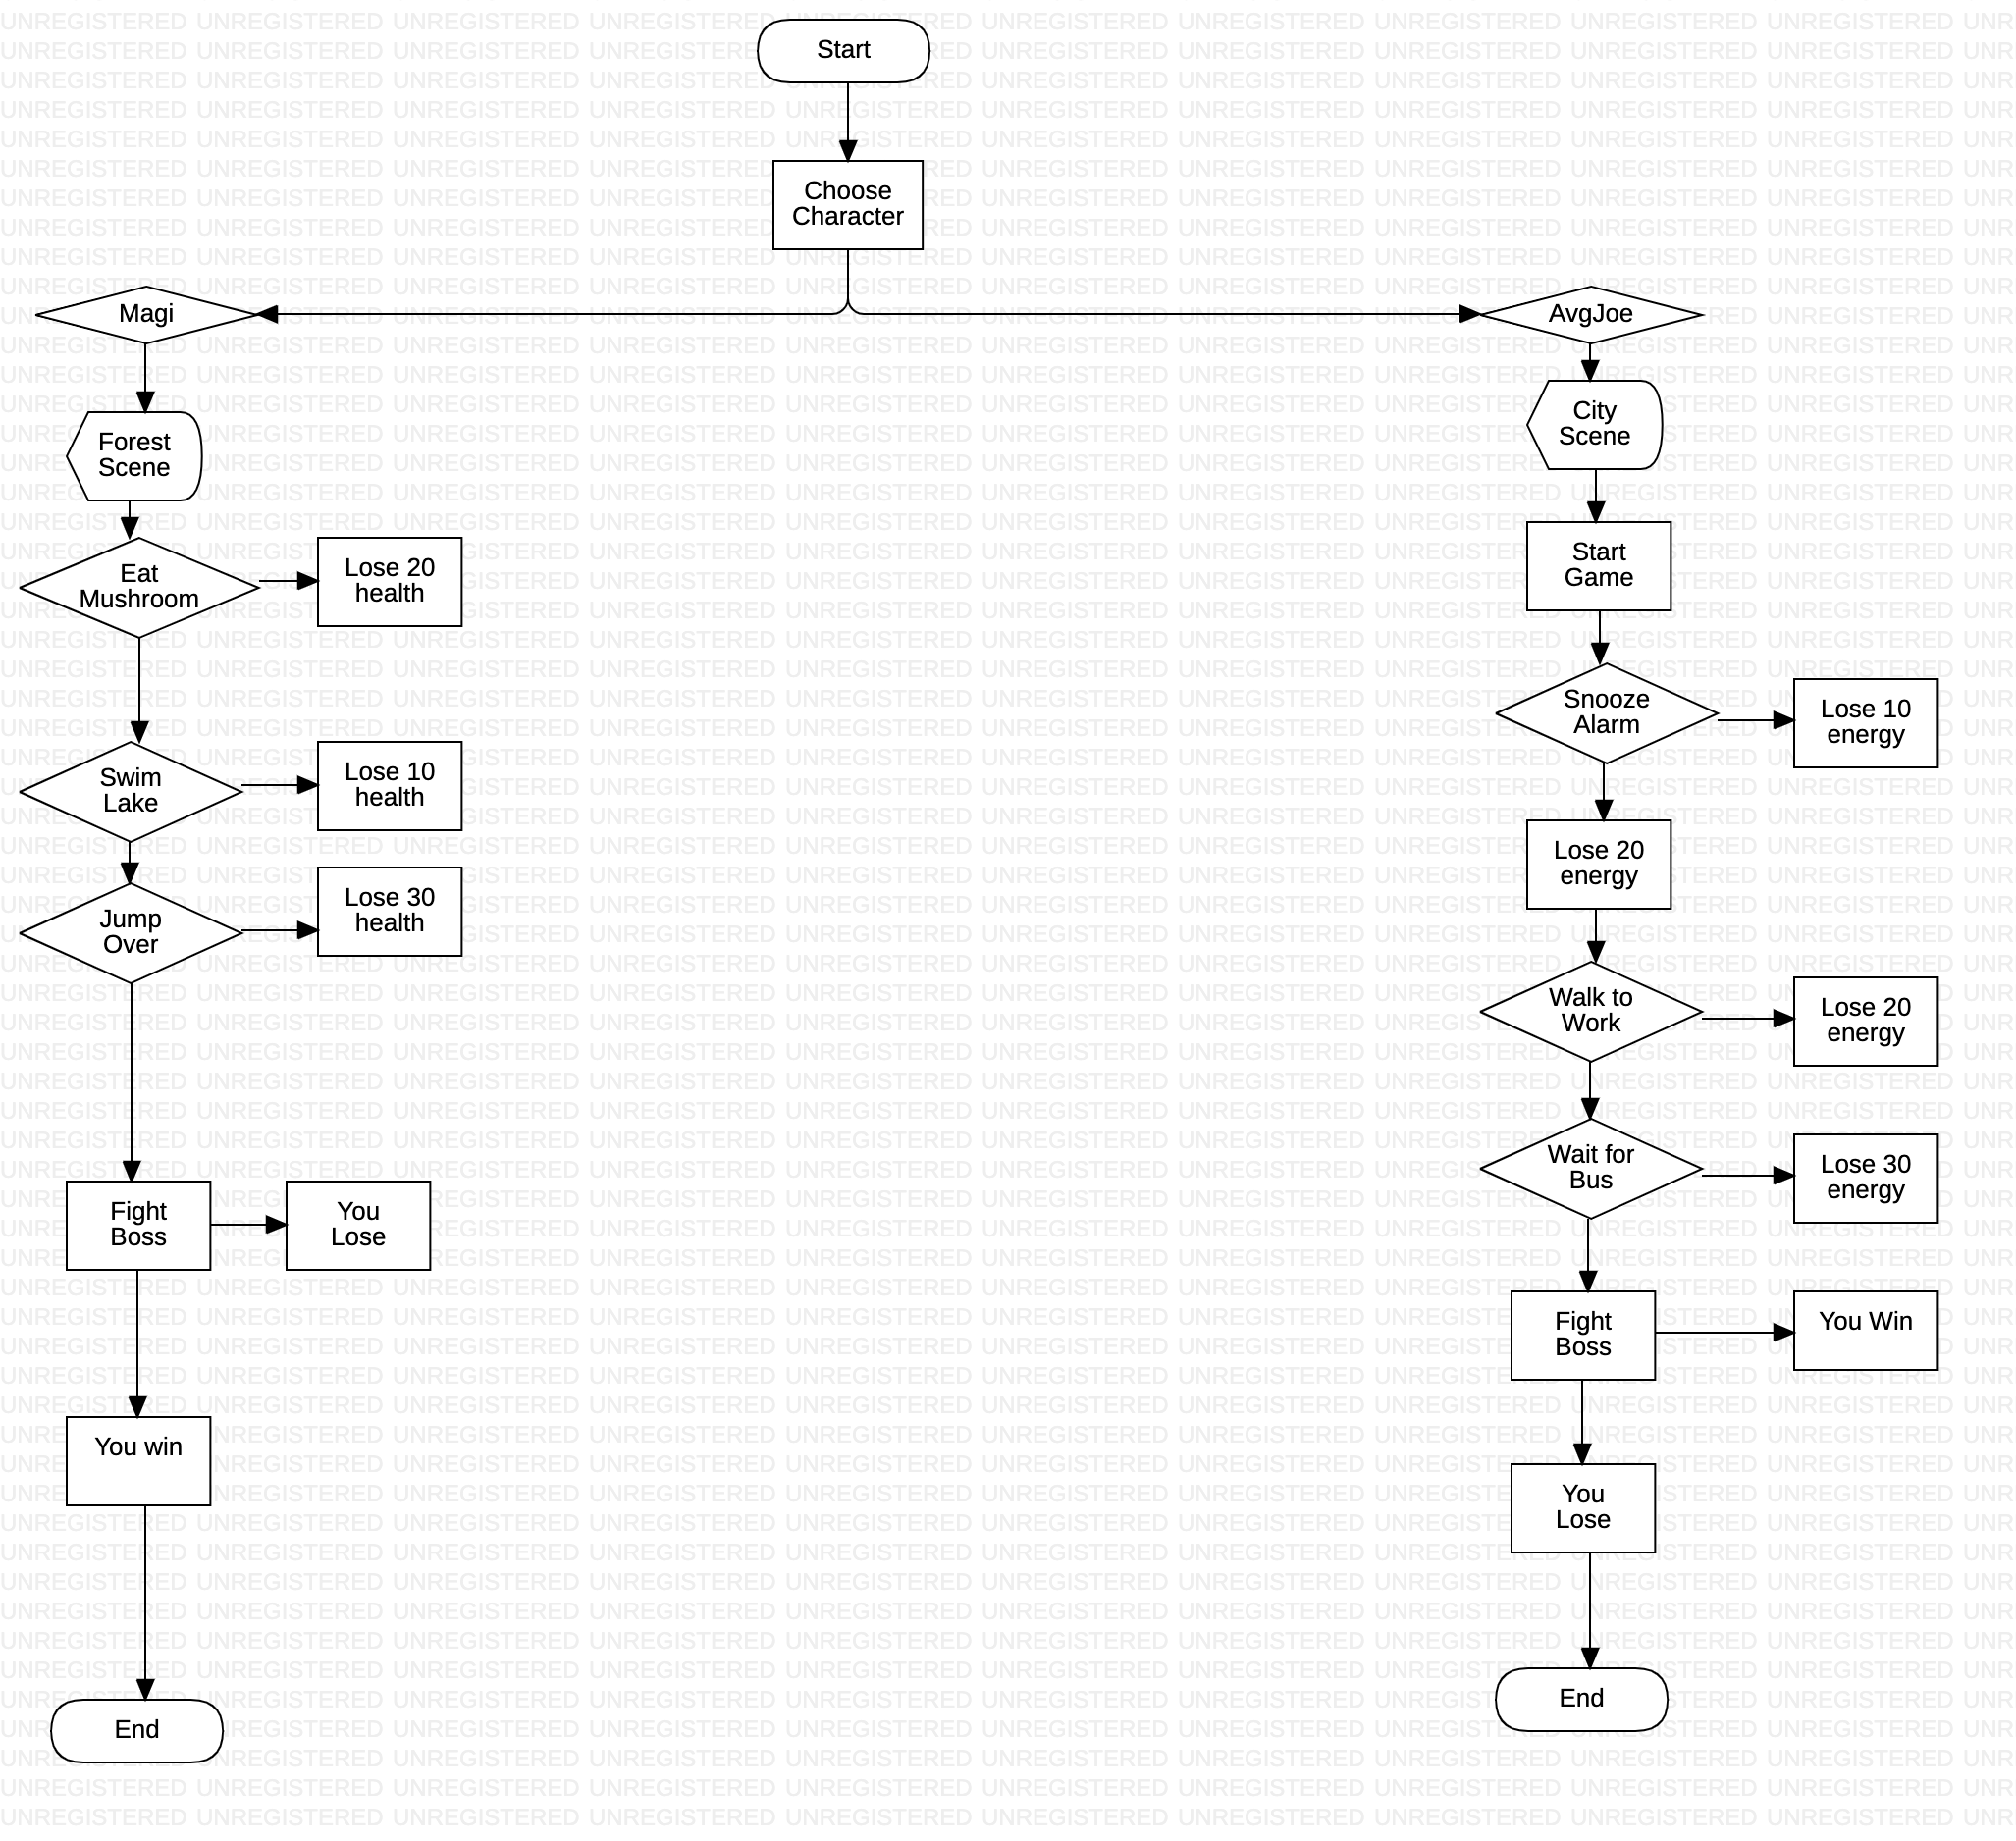 Start
Choose
Character
Magi
AvgJoe
Forest
Scene
Eat
Mushroom
Lose 20
health
Swim
Lake
Lose 10
health
Jump
Over
Lose 30
health
Fight
Boss
You
Lose
You win
End
City
Scene
Start
Game
Snooze
Alarm
Lose 10
energy
Lose 20
energy
Walk to
Work
Lose 20
energy
Wait for
Bus
Lose 30
energy
Fight
Boss
You Win
You
Lose
End
UNREGISTERED